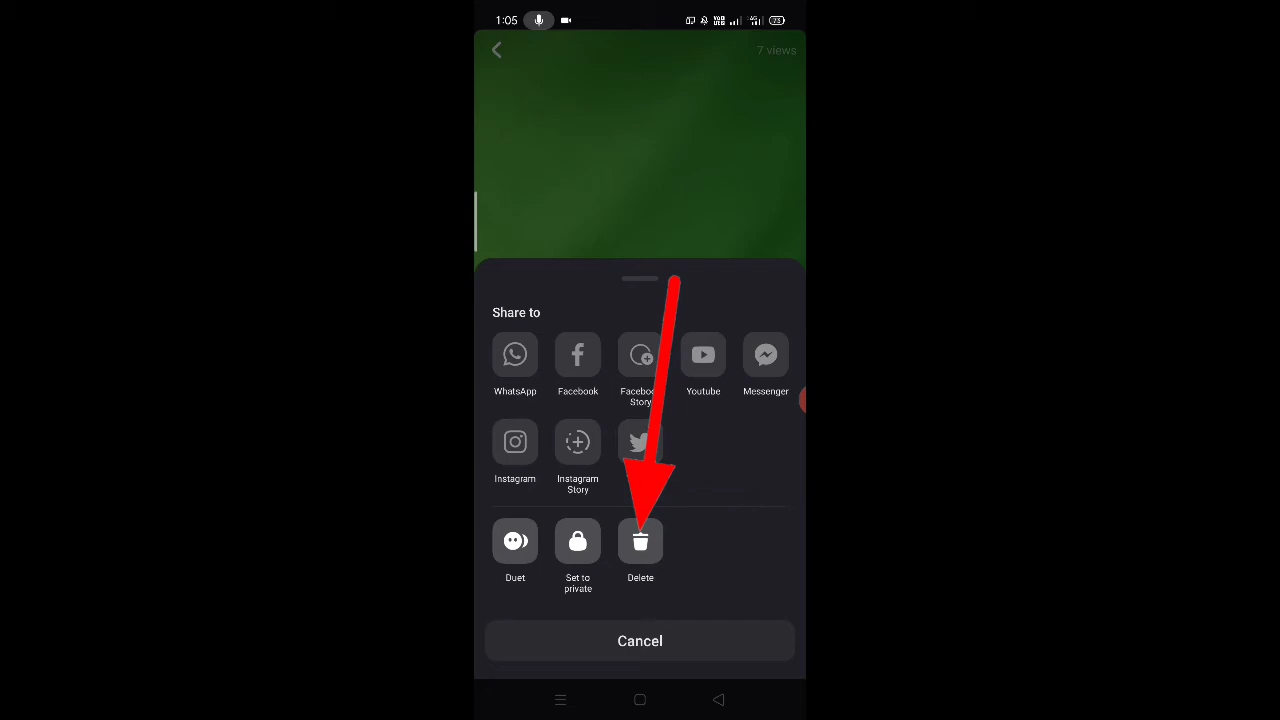 1:05
73
7 views
Share to
WhatsApp
Facebook
Story
Youtube
Messenger
Instagram
Instagram
Story
Duet
Set to
private
Delete
Cancel